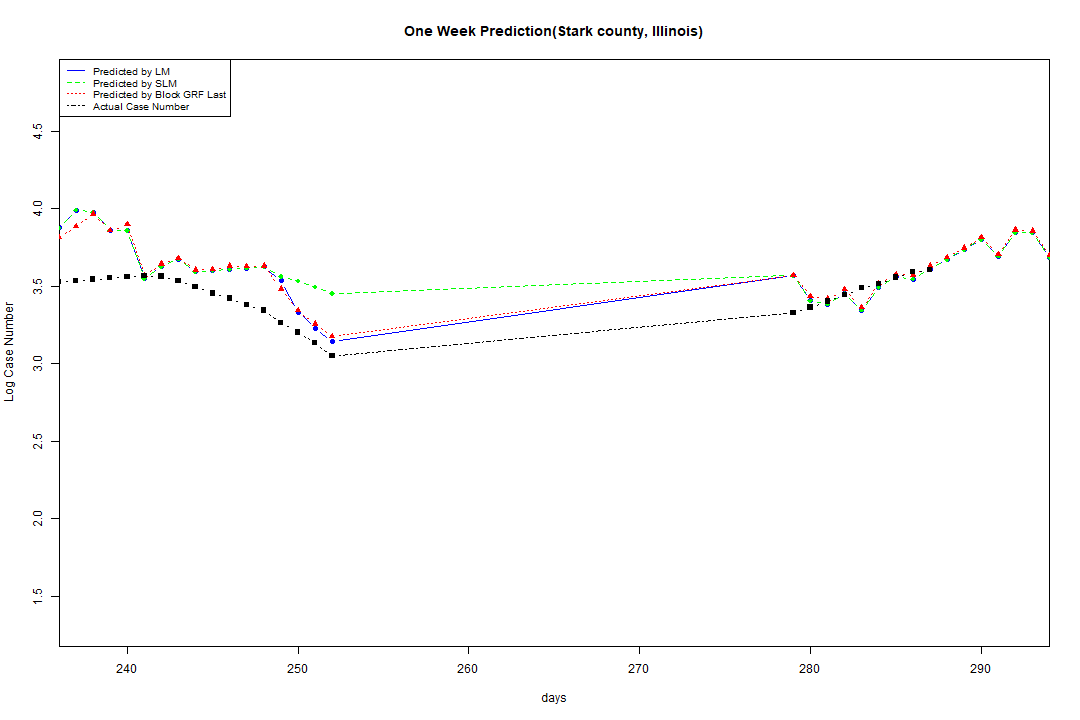 One Week Prediction(Stark county, Illinois)
Predicted by LM
Predicted by SLM
Predicted by Block GRF Last
Actual Case Number
4.5
4.0
3.5
3.0
2.5
2.0
1.5
Log Case Number
240 250 260 270 280 290
days